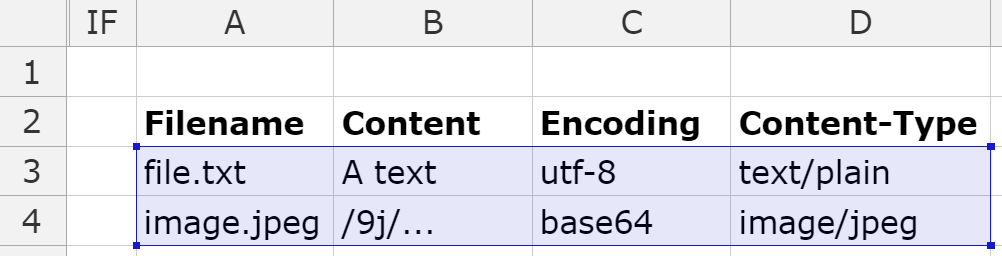 IF A B C D
1
2 Filename Content Encoding Content-Type
3 file.txt A text utf-8 text/plain
4 image.jpeg /9j/... base64 image/jpeg